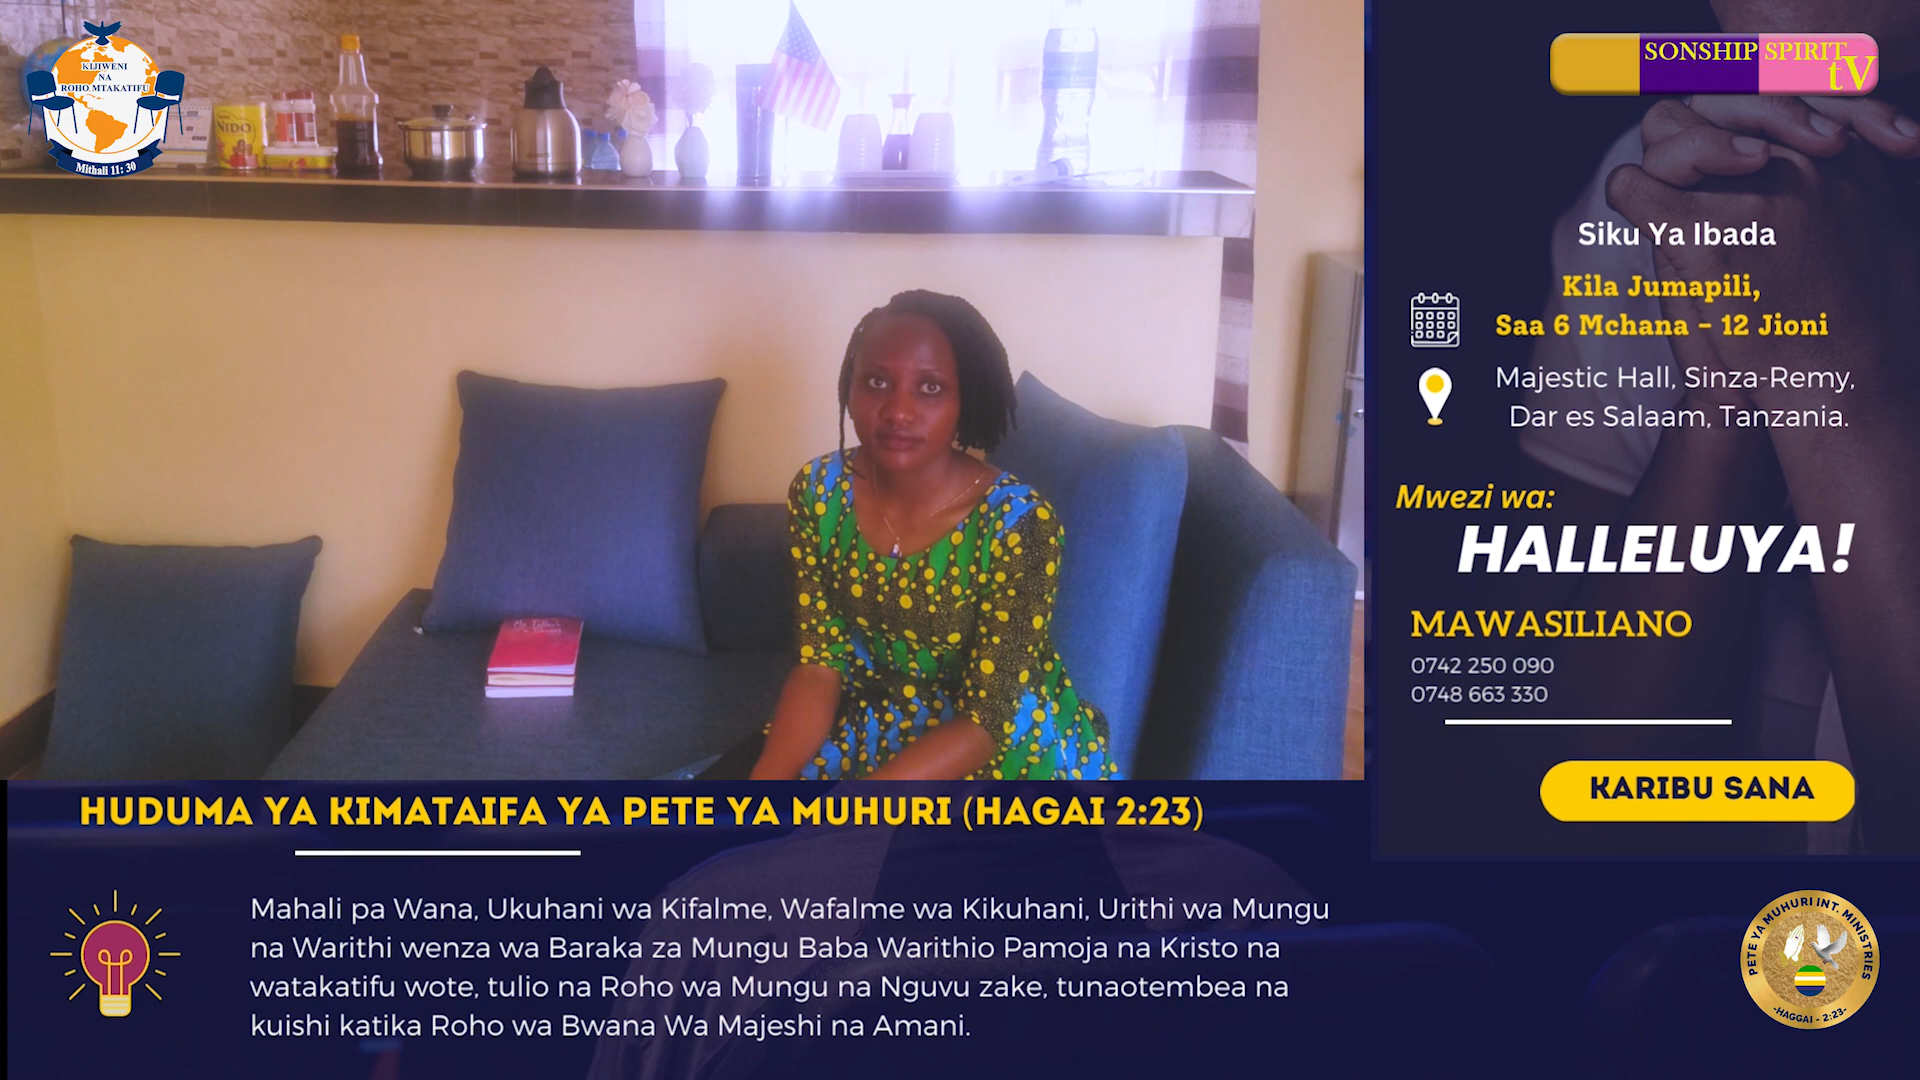 KIJIWENI
NA
ROHO MTAKATIFU
Mithali 11: 30
NIDO
SONSHIP SPIRIT
tV
Siku Ya Ibada
Kila Jumapili,
Saa 6 Mchana - 12 Jioni
Majestic Hall, Sinza-Remy,
Dar es Salaam, Tanzania.
Mwezi wa:
HALLELUYA!
MAWASILIANO
0742 250 090
0748 663 330
KARIBU SANA
HUDUMA YA KIMATAIFA YA PETE YA MUHURI (HAGAI 2:23)
Mahali pa Wana, Ukuhani wa Kifalme, Wafalme wa Kikuhani, Urithi wa Mungu
na Warithi wenza wa Baraka za Mungu Baba Warithio Pamoja na Kristo na
watakatifu wote, tulio na Roho wa Mungu na Nguvu zake, tunaotembea na
kuishi katika Roho wa Bwana Wa Majeshi na Amani.
PETE YA MUHURI INT. MINISTRIES
-HAGGAI - 2:23-